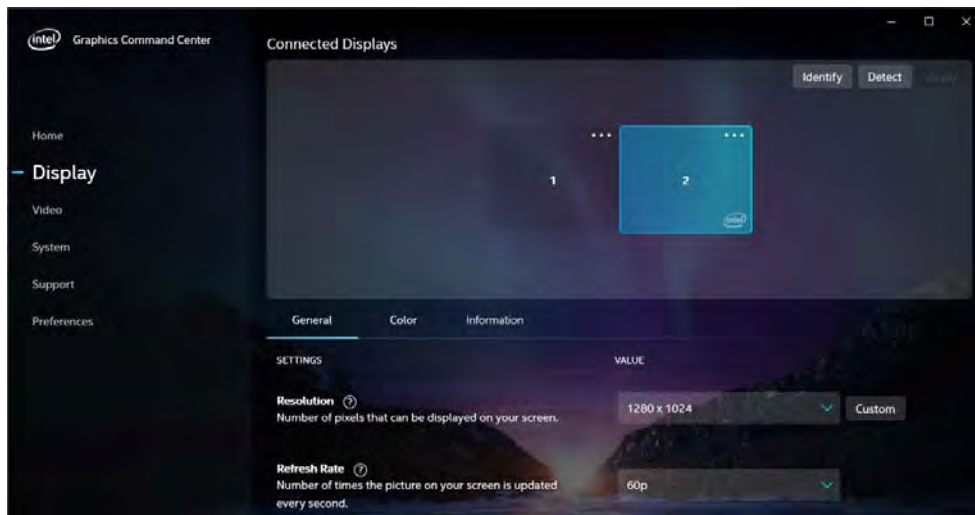 intel Graphics Command Center
Connected Displays
Identify Detect
Home
Display
Video
System
Support
Preferences
1
2
intel
General Color Information
SETTINGS VALUE
Resolution ?
Number of pixels that can be displayed on your screen.
1280 x 1024 Custom
Refresh Rate ?
Number of times the picture on your screen is updated
every second.
60p